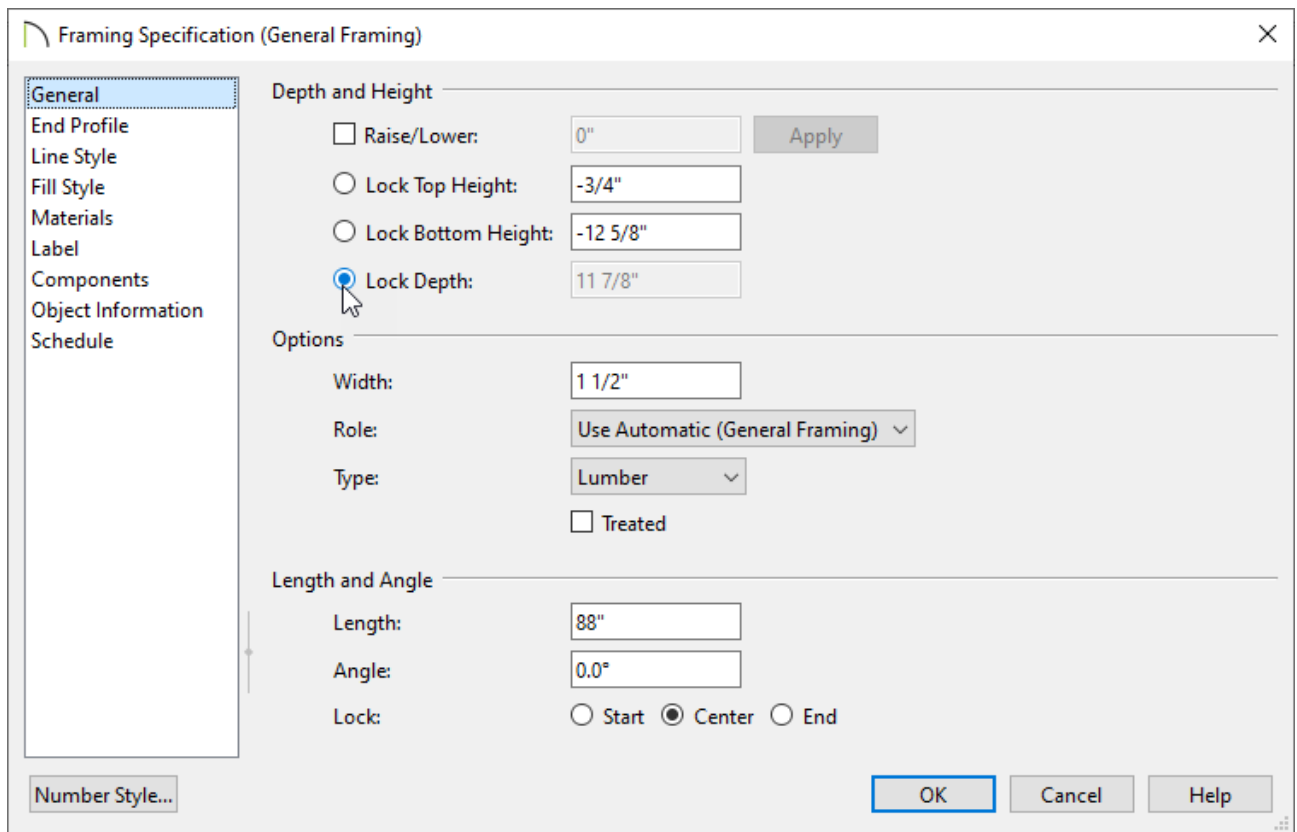 Framing Specification (General Framing)
General
End Profile
Line Style
Fill Style
Materials
Label
Components
Object Information
Schedule
Depth and Height
Raise/Lower: 0" Apply
Lock Top Height: -3/4"
Lock Bottom Height: -12 5/8"
Lock Depth: 11 7/8"
Options
Width: 1 1/2"
Role: Use Automatic (General Framing)
Type: Lumber
Treated
Length and Angle
Length: 88"
Angle: 0.0°
Lock: Start Center End
Number Style... OK Cancel Help